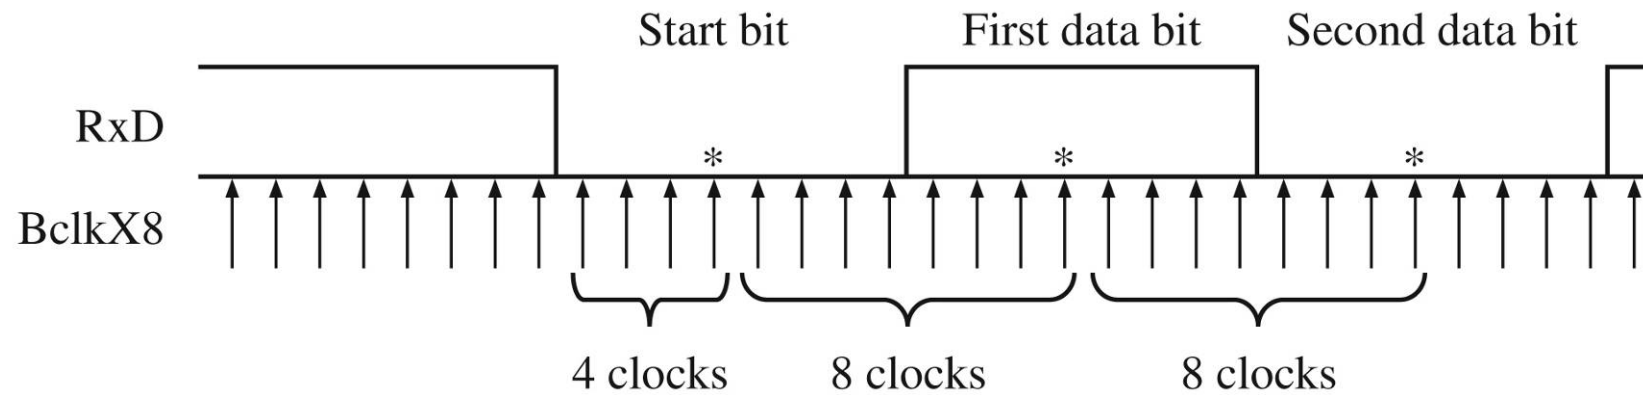 Start bit
First data bit
Second data bit
RxD
* * *
BclkX8
4 clocks
8 clocks
8 clocks